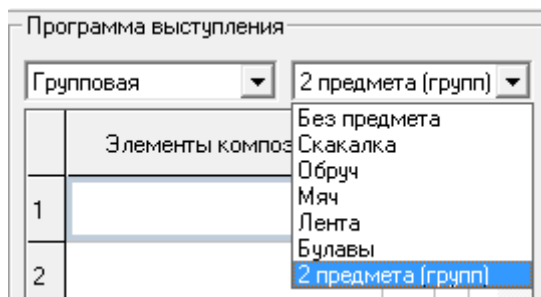 Программа выступления
Групповая
2 предмета (групп)
Без предмета
Элементы композ
Скакалка
Обруч
1
Мяч
Лента
Булавы
2
2 предмета (групп)